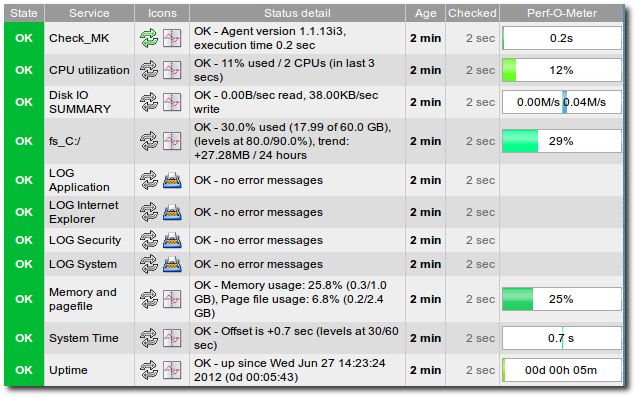 State Service Icons Status detail Age Checked Perf-O-Meter
OK Check_MK OK - Agent version 1.1.13i3, execution time 0.2 sec 2 min 2 sec 0.2s
OK CPU utilization OK - 11% used / 2 CPUs (in last 3 secs) 2 min 2 sec 12%
OK Disk IO SUMMARY OK - 0.00B/sec read, 38.00KB/sec write 2 min 2 sec 0.00M/s 0.04M/s
OK fs_C:/ OK - 30.0% used (17.99 of 60.0 GB), (levels at 80.0/90.0%), trend: +27.28MB / 24 hours 2 min 2 sec 29%
OK LOG Application OK - no error messages 2 min 2 sec
OK LOG Internet Explorer OK - no error messages 2 min 2 sec
OK LOG Security OK - no error messages 2 min 2 sec
OK LOG System OK - no error messages 2 min 2 sec
OK Memory and pagefile OK - Memory usage: 25.8% (0.3/1.0 GB), Page file usage: 6.8% (0.2/2.4 GB) 2 min 2 sec 25%
OK System Time OK - Offset is +0.7 sec (levels at 30/60 sec) 2 min 2 sec 0.7 s
OK Uptime OK - up since Wed Jun 27 14:23:24 2012 (0d 00:05:43) 2 min 2 sec 00d 00h 05m